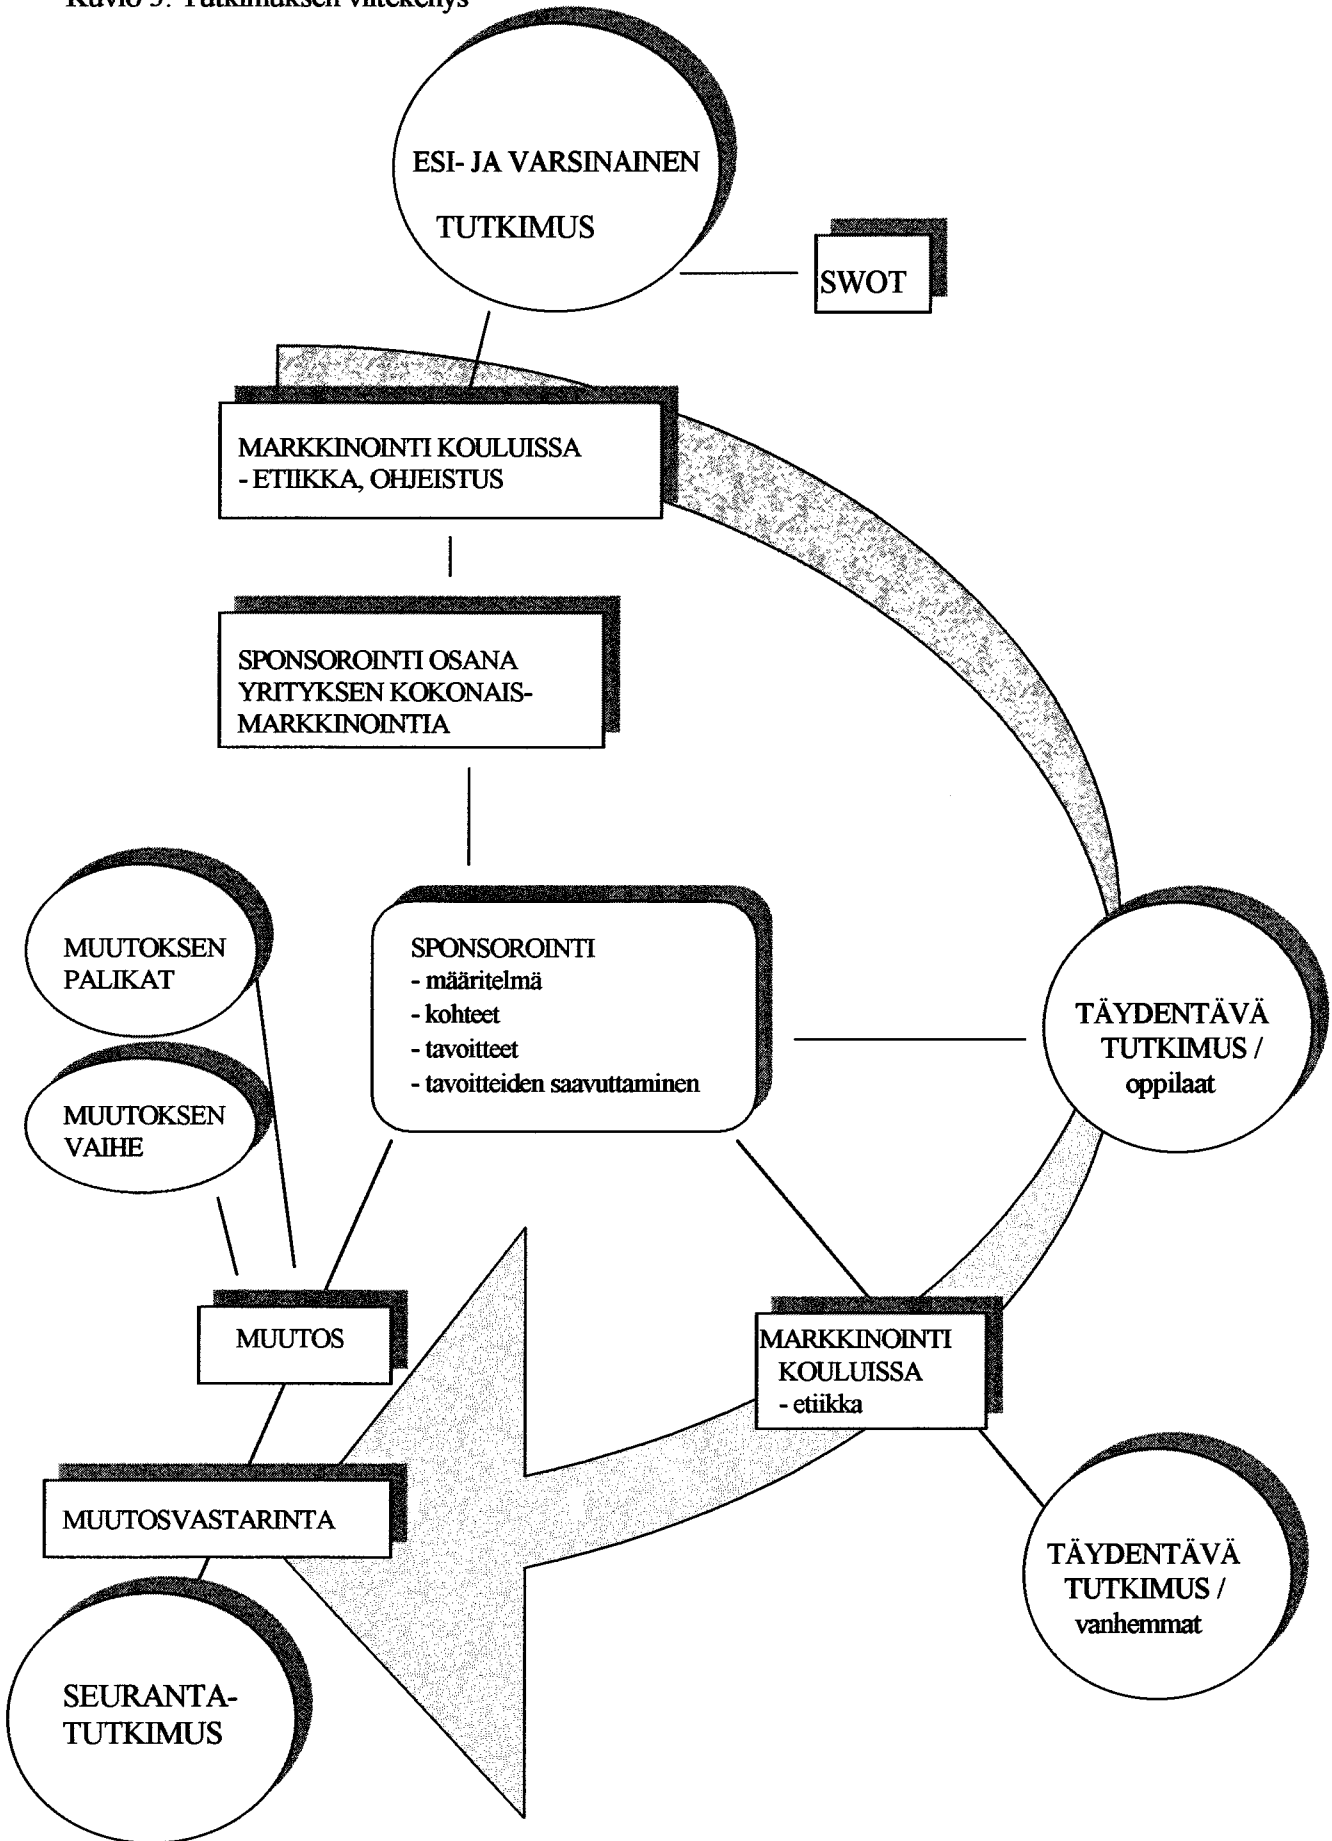 Kuvio 5. Tutkimuksen viitekehys
ESI- JA VARSINAINEN
TUTKIMUS
SWOT
MARKKINOINTI KOULUISSA
- ETIIKKA, OHJEISTUS
SPONSOROINTI OSANA
YRITYKSEN KOKONAIS-
MARKKINOINTIA
MUUTOKSEN
PALIKAT
MUUTOKSEN
VAIHE
SPONSOROINTI
- määritelmä
- kohteet
- tavoitteet
- tavoitteiden saavuttaminen
TÄYDENTÄVÄ
TUTKIMUS /
oppilaat
MUUTOS
MARKKINOINTI
KOULUISSA
- etiikka
MUUTOSVASTARINTA
TÄYDENTÄVÄ
TUTKIMUS /
vanhemmat
SEURANTA-
TUTKIMUS